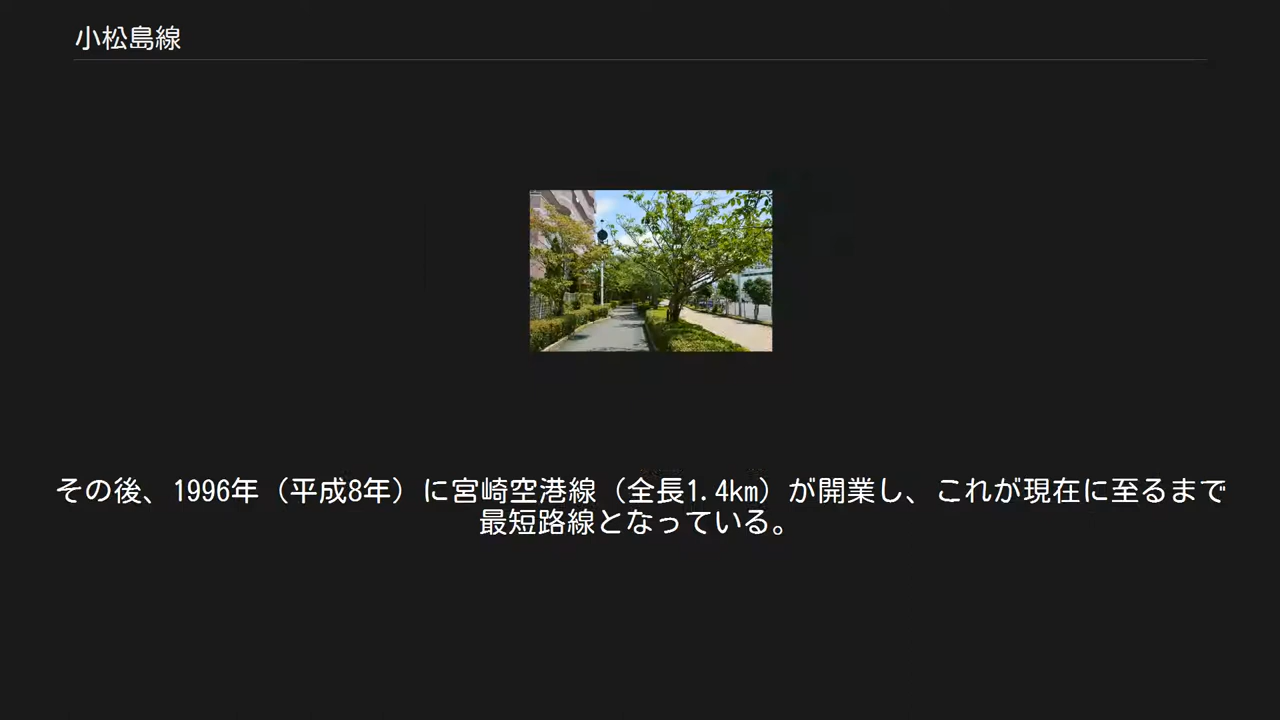 小松島線
その後、1996年（平成8年）に宮崎空港線（全長1.4km）が開業し、これが現在に至るまで
最短路線となっている。